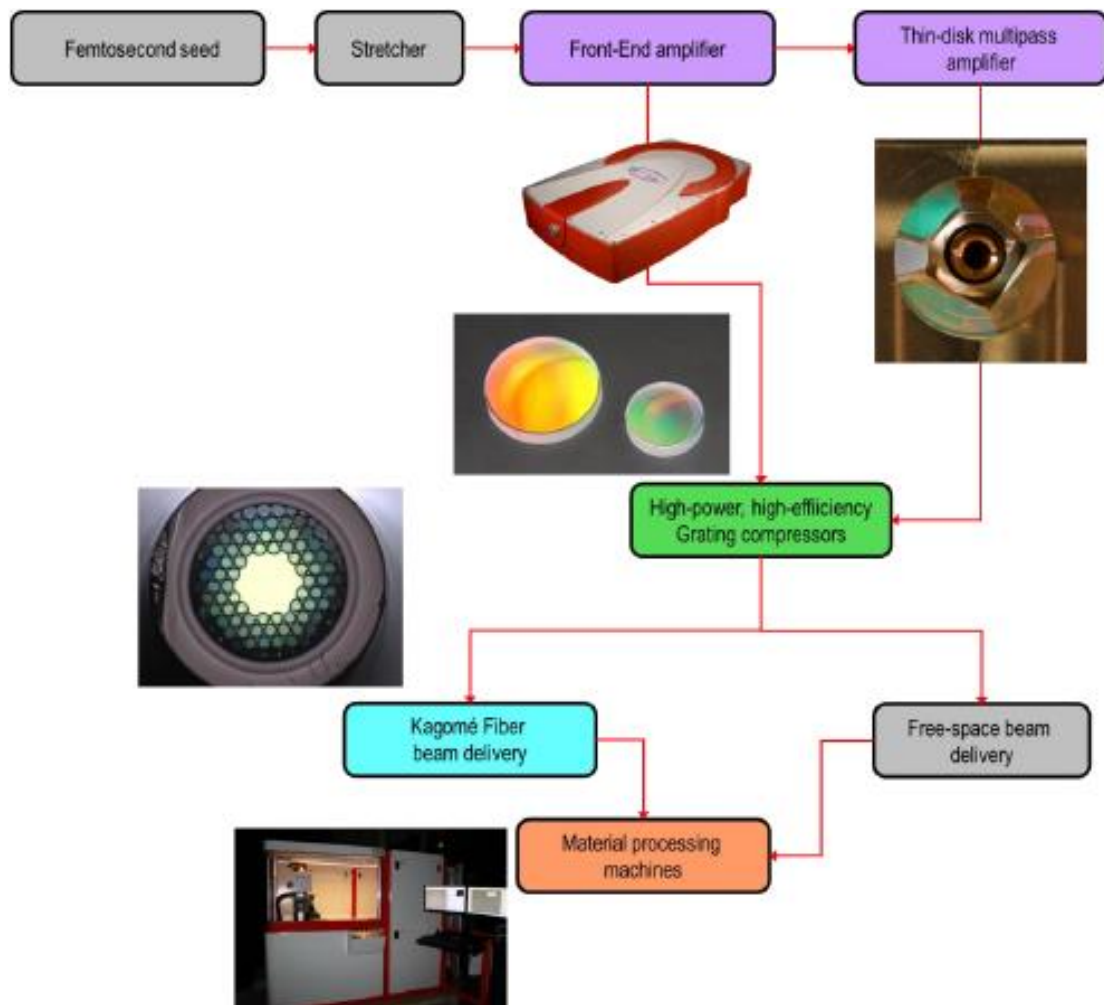 Femtosecond seed
Stretcher
Front-End amplifier
Thin-disk multipass
amplifier
High-power, high-effiiciency
Grating compressors
Kagomé Fiber
beam delivery
Free-space beam
delivery
Material processing
machines